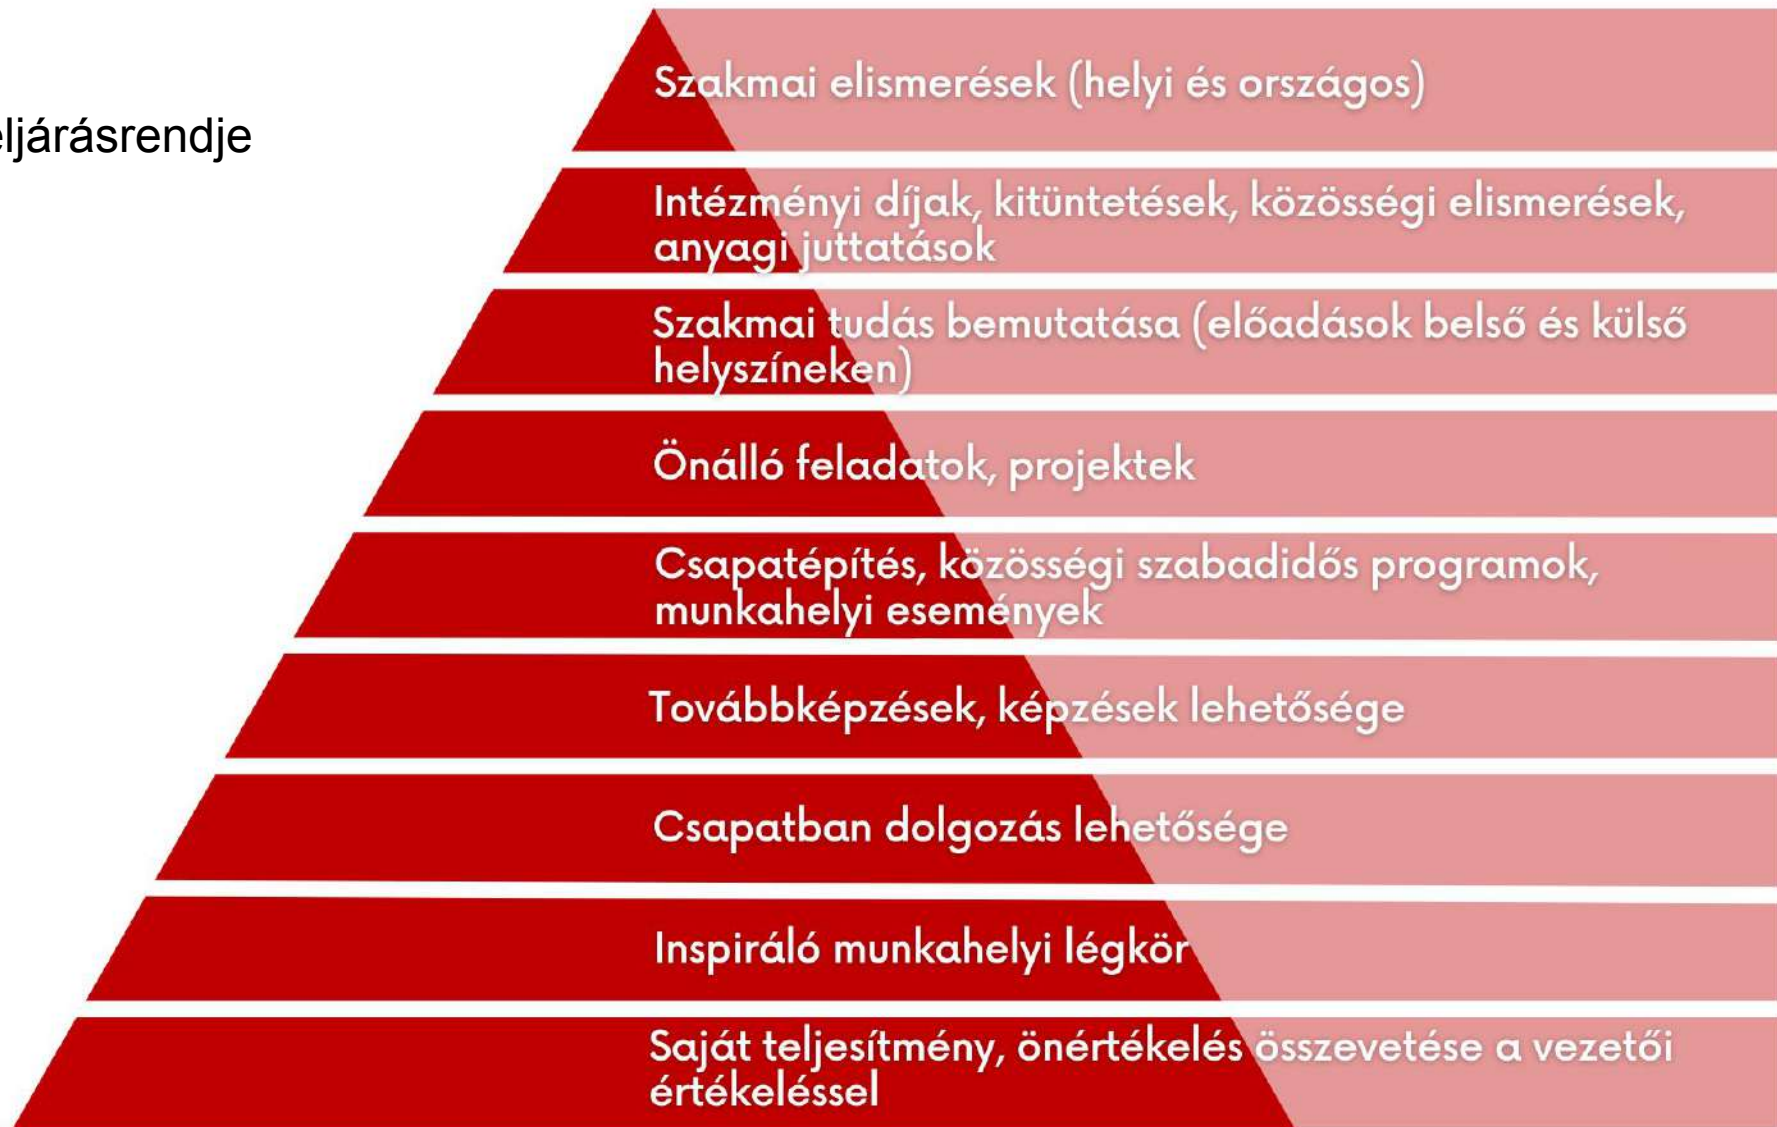 Szakmai elismerések (helyi és országos)
eljárásrendje
Intézményi díjak, kitüntetések, közösségi elismerések,
anyagi juttatások
Szakmai tudás bemutatása (előadások belső és külső
helyszíneken)
Önálló feladatok, projektek
Csapatépítés, közösségi szabadidős programok,
munkahelyi események
Továbbképzések, képzések lehetősége
Csapatban dolgozás lehetősége
Inspiráló munkahelyi légkör
Saját teljesítmény, önértékelés összevetése a vezetői
értékeléssel